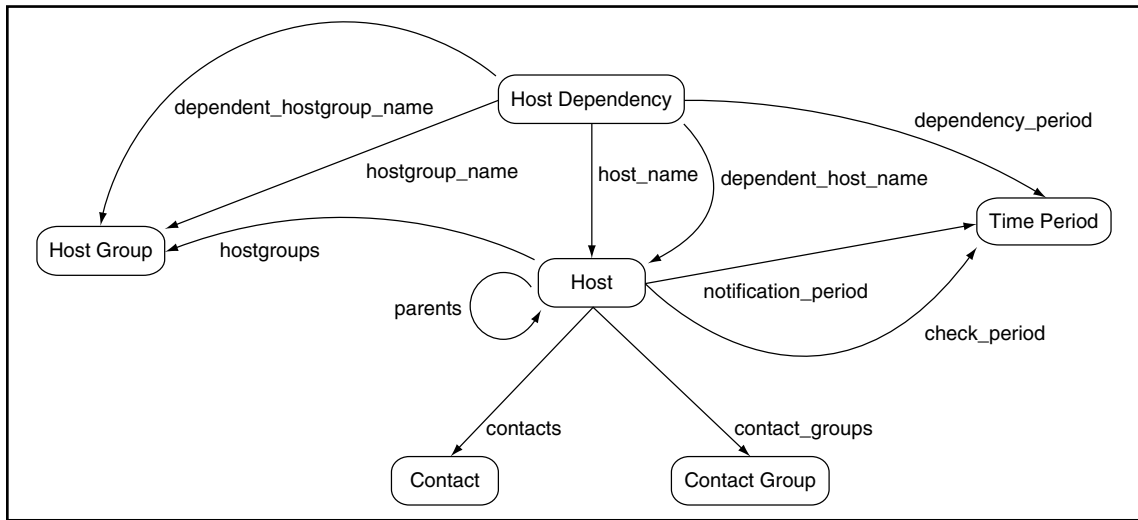 Host Dependency
dependent_hostgroup_name
dependency_period
hostgroup_name
host_name
dependent_host_name
Host Group
hostgroups
Time Period
Host
notification_period
parents
check_period
contacts
contact_groups
Contact
Contact Group